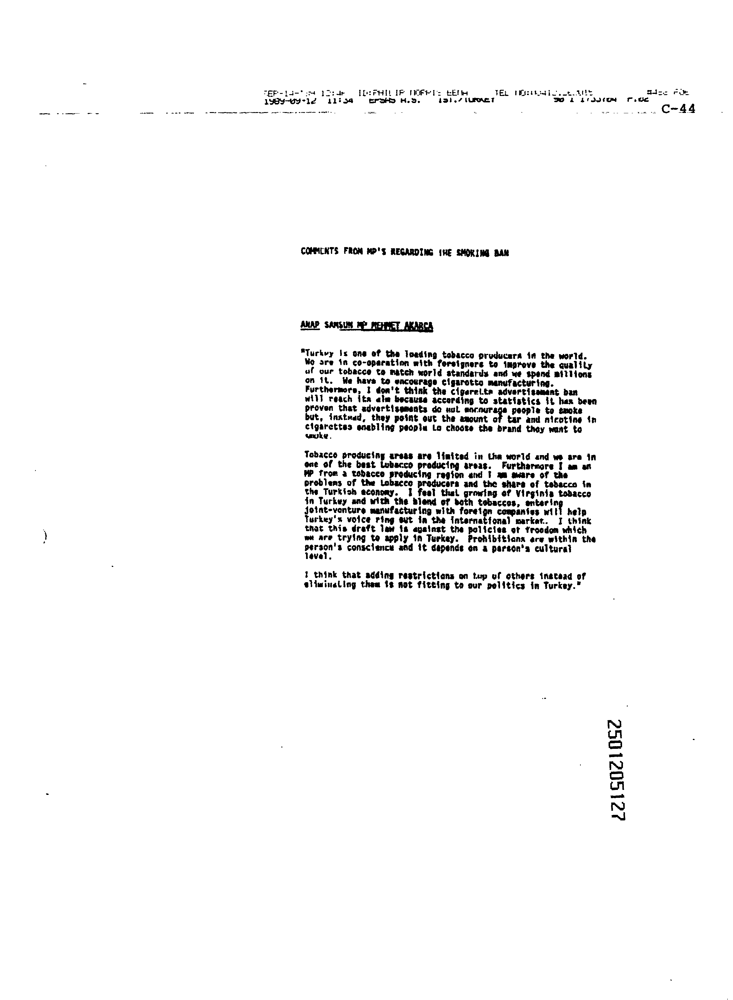 1989-09-12 11:34 EPSAS H.S. IST./TURKEY P.02
C-44
COMMENTS FROM MP'S REGARDING THE SMOKING BAN
ANAP SAMSUN MP MEHMET AKARCA
"Turkey is one of the leading tobacco producers in the world.
We are in co-operation with foreigners to improve the quality
of our tobacco to match world standards and we spend millions
on it. We have to encourage cigarette manufacturing.
Furthermore, I don't think the cigarette advertisement ban
will reach its aim because according to statistics it has been
proven that advertisements do not encourage people to smoke
but, instead, they point out the amount of tar and nicotine in
cigarettes enabling people to choose the brand they want to
smoke.
Tobacco producing areas are limited in the world and we are in
one of the best tobacco producing areas. Furthermore I am an
MP from a tobacco producing region and I am aware of the
problems of the tobacco producers and the share of tobacco in
the Turkish economy. I feel that growing of Virginia tobacco
in Turkey and with the blend of both tobaccos, entering
joint-venture manufacturing with foreign companies will help
Turkey's voice ring out in the international market. I think
that this draft law is against the policies of freedom which
we are trying to apply in Turkey. Prohibitions are within the
person's conscience and it depends on a person's cultural
level.
I think that adding restrictions on top of others instead of
eliminating them is not fitting to our politics in Turkey."
2501205127